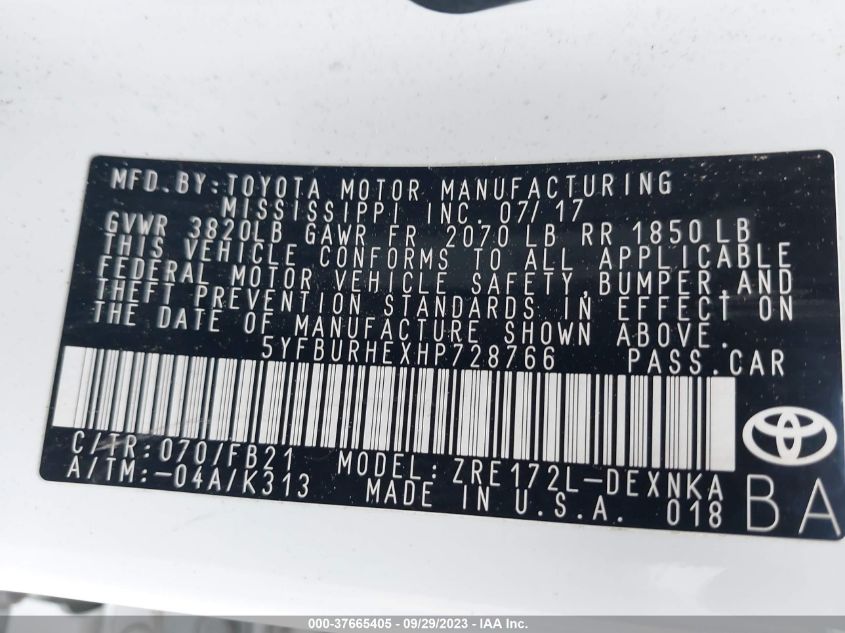 MFD.BY:TOYOTA MOTOR MANUFACTURING
MISSISSIPPI INC. 07/17
GVWR 3820LB GAWR FR 2070 LB RR 1850 LB
THIS VEHICLE CONFORMS TO ALL APPLICABLE
FEDERAL MOTOR VEHICLE SAFETY,BUMPER,AND
THEFT PREVENTION STANDARDS IN EFFECT ON
THE DATE OF MANUFACTURE SHOWN ABOVE.
5YFBURHEXHP728766 PASS.CAR
C/TR:070/FB21 MODEL:ZRE172L-DEXNKA
A/TM:-04A/K313 MADE IN U.S.A. 018
BA
000-37665405 - 09/29/2023 - IAA Inc.